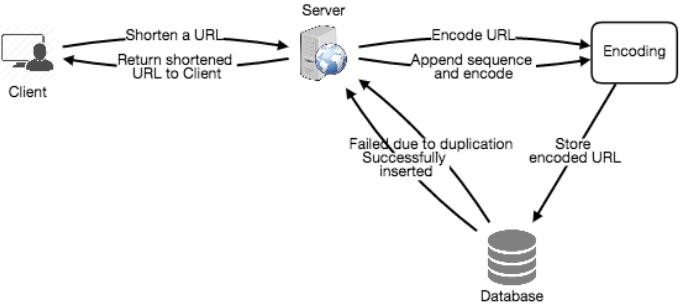 Server
Shorten a URL
Encode URL
Encoding
Return shortened
URL to Client
Append sequence
and encode
Client
Failed due to duplication
Successfully
inserted
Store
encoded URL
Database